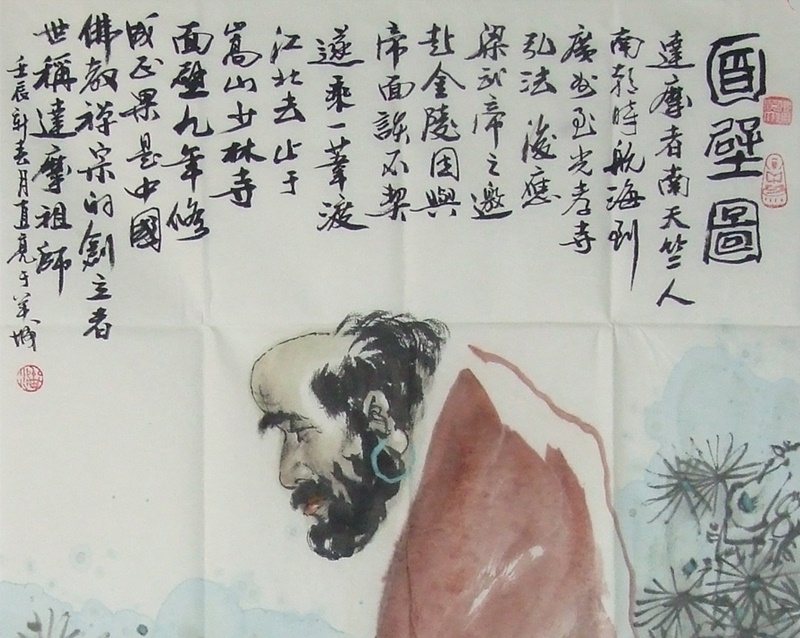 面壁圖
達摩者南天竺人
南朝時航海到
廣州至光孝寺
弘法後應
梁武帝之邀
赴金陵因與
帝面談不契
遂乘一葦渡
江北去止于
嵩山少林寺
面壁九年修
成正果是中國
佛教禪宗的創立者
世稱達摩祖師
壬辰新春月直亮于羊城